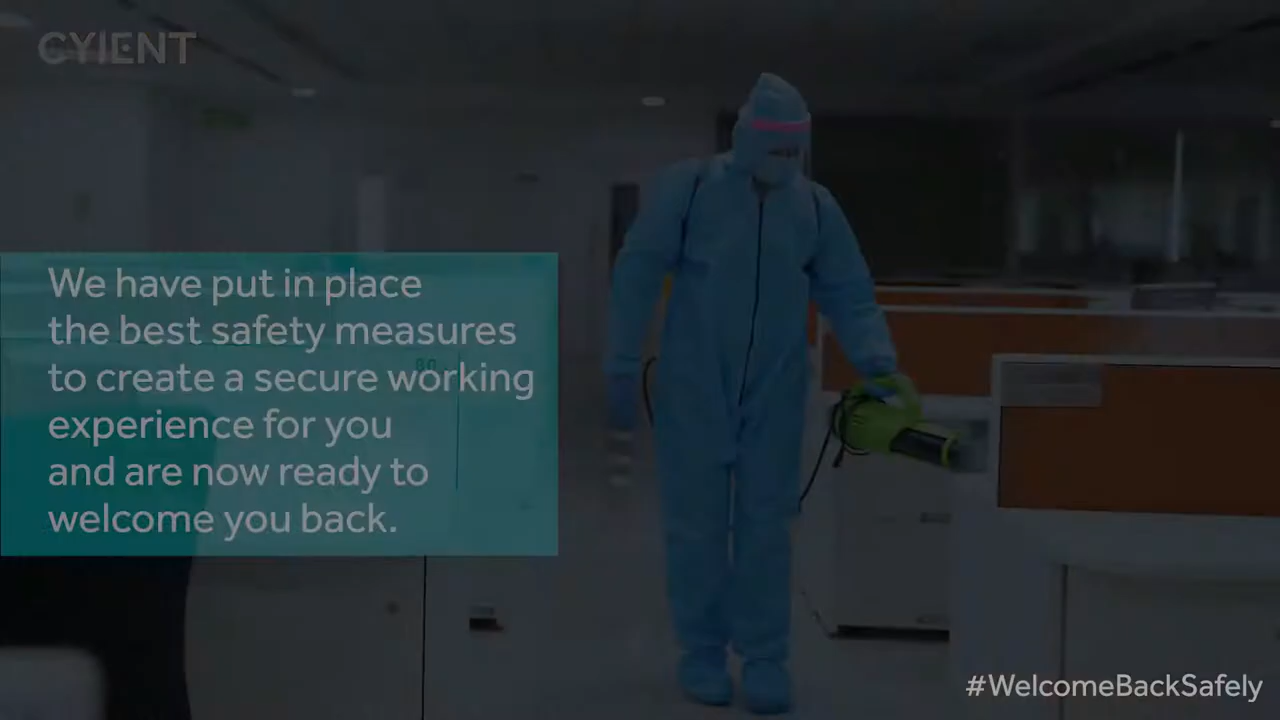 CYIENT
We have put in place
the best safety measures
to create a secure working
experience for you
and are now ready to
welcome you back.
#WelcomeBackSafely